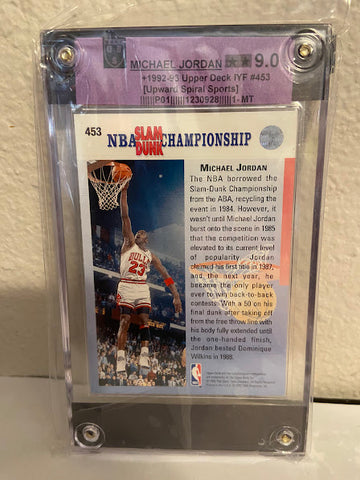 MICHAEL JORDAN ★★ 9.0
+1992-93 Upper Deck IYF #453
[Upward Spiral Sports]
||||||P01||||||1230928||||||1-MT
453
NBA SLAM DUNK CHAMPIONSHIP
MICHAEL JORDAN
The NBA borrowed the
Slam-Dunk Championship
from the ABA, recycling the
event in 1984. However, it
wasn't until Michael Jordan
burst onto the scene in 1985
that the competition was
elevated to its current level
of popularity. Jordan
claimed his first title in 1987,
and the next year, he
became the only player
ever to win back-to-back
contests. With a 50 on his
final dunk after taking off
from the free throw line with
his body fully extended until
the one-handed finish,
Jordan bested Dominique
Wilkins in 1988.
BULLS
23
NBA